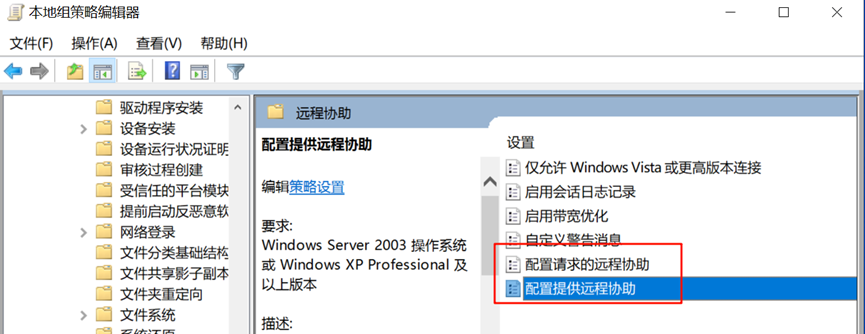 本地组策略编辑器
文件(F) 操作(A) 查看(V) 帮助(H)
驱动程序安装
设备安装
设备运行状况证明
审核过程创建
受信任的平台模块
提前启动反恶意软
网络登录
文件分类基础结构
文件共享影子副本
文件夹重定向
文件系统
系统还原
远程协助
配置提供远程协助
编辑策略设置
要求:
Windows Server 2003 操作系统
或 Windows XP Professional 及
以上版本
描述:
设置
仅允许 Windows Vista 或更高版本连接
启用会话日志记录
启用带宽优化
自定义警告消息
配置请求的远程协助
配置提供远程协助